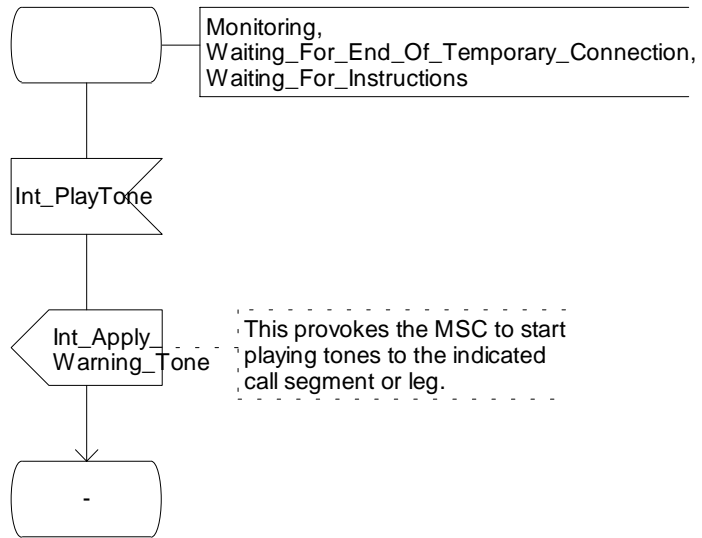 Monitoring,
Waiting_For_End_Of_Temporary_Connection,
Waiting_For_Instructions
Int_PlayTone
Int_Apply_
Warning_Tone
This provokes the MSC to start
playing tones to the indicated
call segment or leg.
-